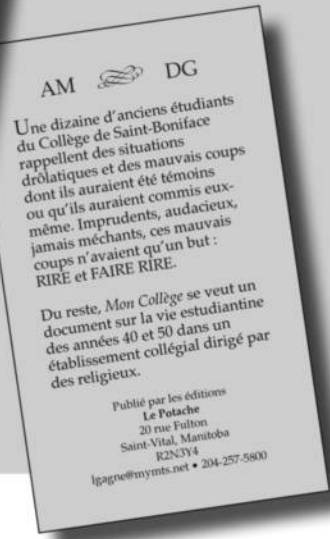 AM DG
Une dizaine d'anciens étudiants
du Collège de Saint-Boniface
rappellent des situations
drôlatiques et des mauvais coups
dont ils auraient été témoins
ou qu'ils auraient commis eux-
même. Imprudents, audacieux,
jamais méchants, ces mauvais
coups n'avaient qu'un but :
RIRE et FAIRE RIRE.
Du reste, Mon Collège se veut un
document sur la vie estudiantine
des années 40 et 50 dans un
établissement collégial dirigé par
des religieux.
Publié par les éditions
Le Potache
20 rue Fulton
Saint-Vital, Manitoba
R2N3Y4
lgagne@mymts.net • 204-257-5800